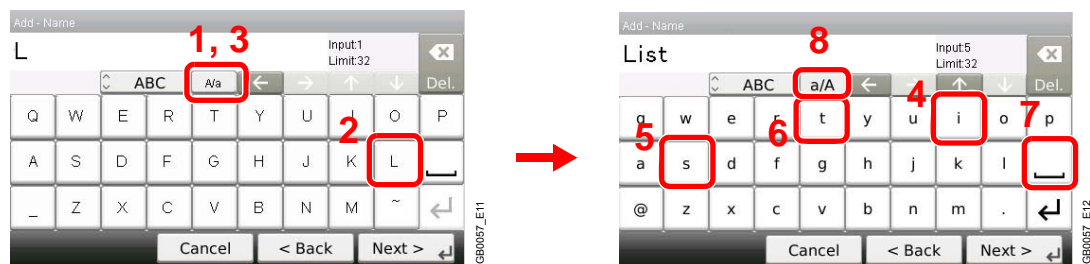 Add - Name
L
1, 3
Input:1
Limit:32
ABC
A/a
Del.
Q W E R T Y U I O P
2
A S D F G H J K L
_ Z X C V B N M ~
Cancel
< Back
Next >
GB0057_E11
Add - Name
List
8
Input:5
Limit:32
ABC
a/A
Del.
4
q w e r t y u i o p
5
6
7
a s d f g h j k l
@ z x c v b n m .
Cancel
< Back
Next >
GB0057_E12